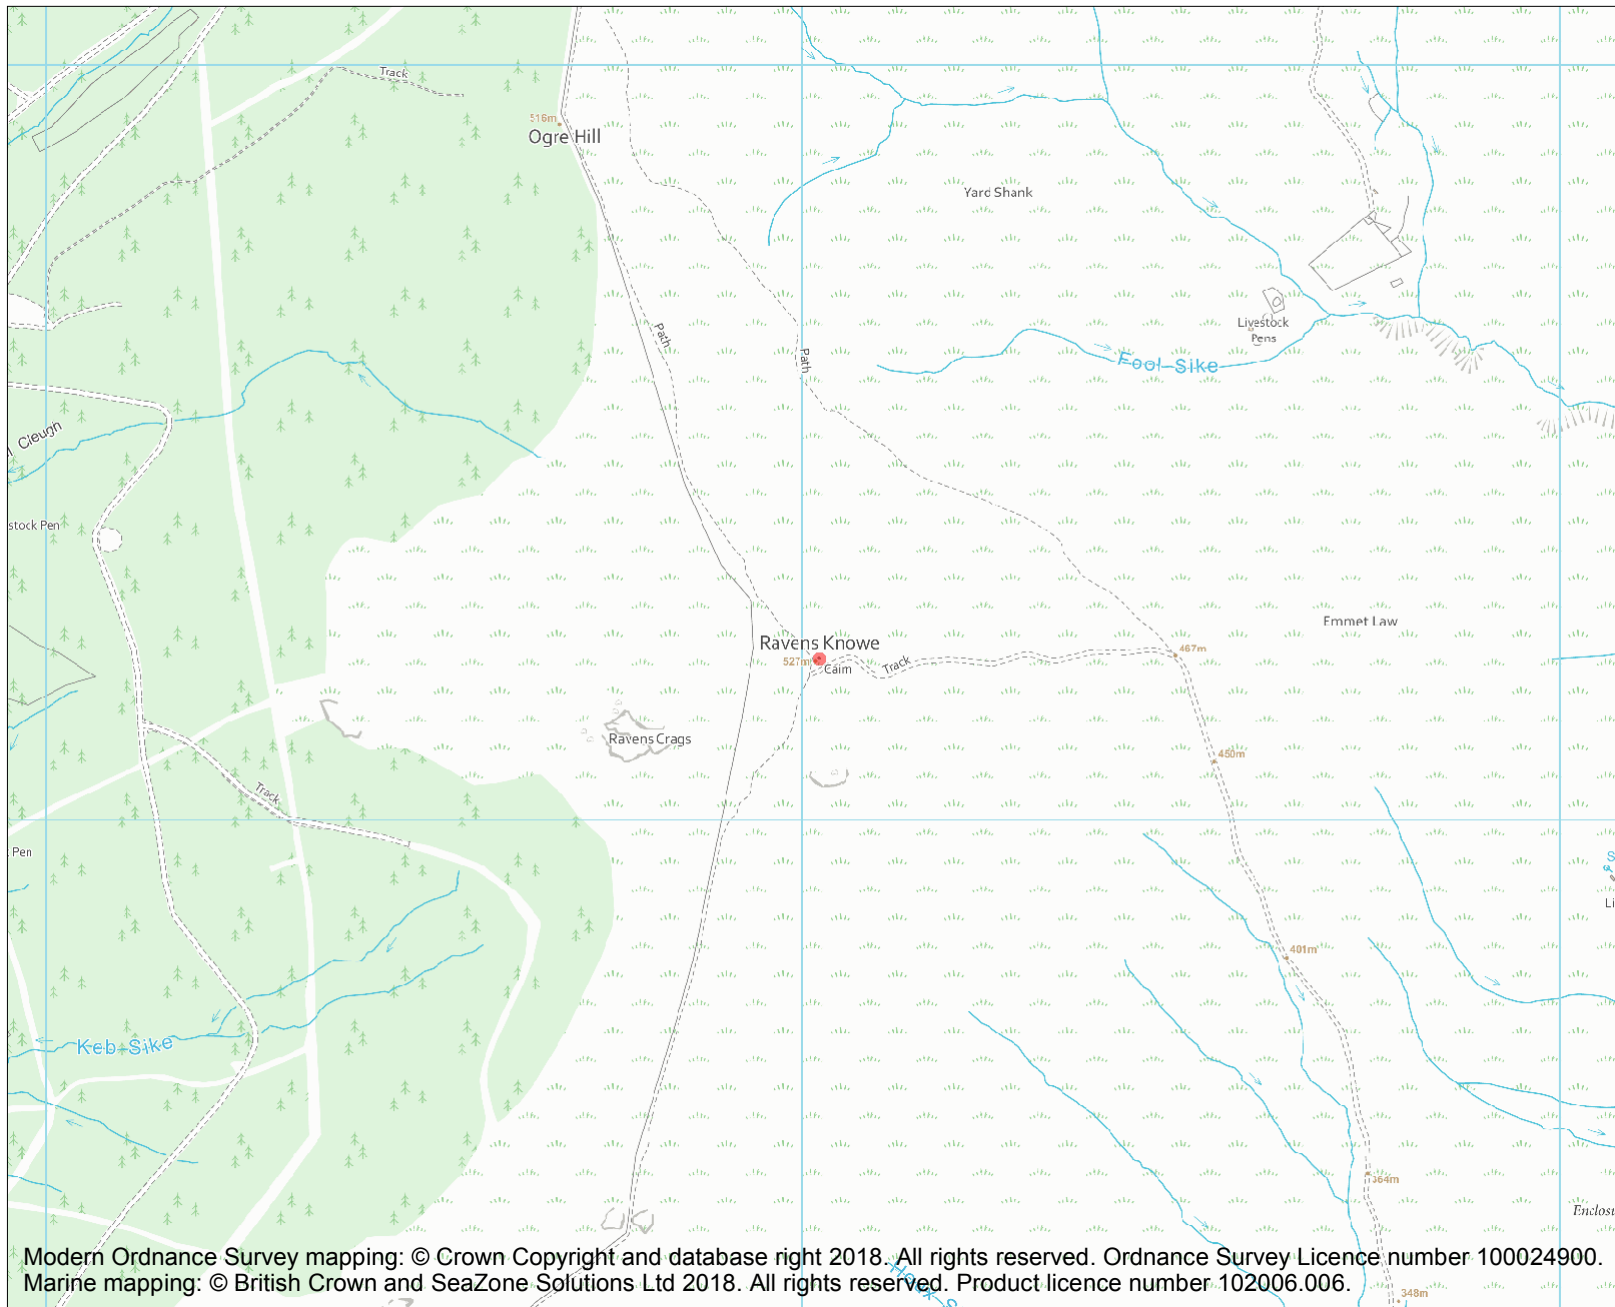 Track
516m
Ogre Hill
Yard Shank
Path
Path
Livestock
Pens
Fool Sike
Cleugh
stock Pen
Emmet Law
Ravens Knowe
527m
Cairn
Track
467m
Ravens Crags
450m
Track
Pen
401m
Keb Sike
364m
Enclosu
Modern Ordnance Survey mapping: © Crown Copyright and database right 2018. All rights reserved. Ordnance Survey Licence number 100024900.
Marine mapping: © British Crown and SeaZone Solutions Ltd 2018. All rights reserved. Product licence number 102006.006.
348m